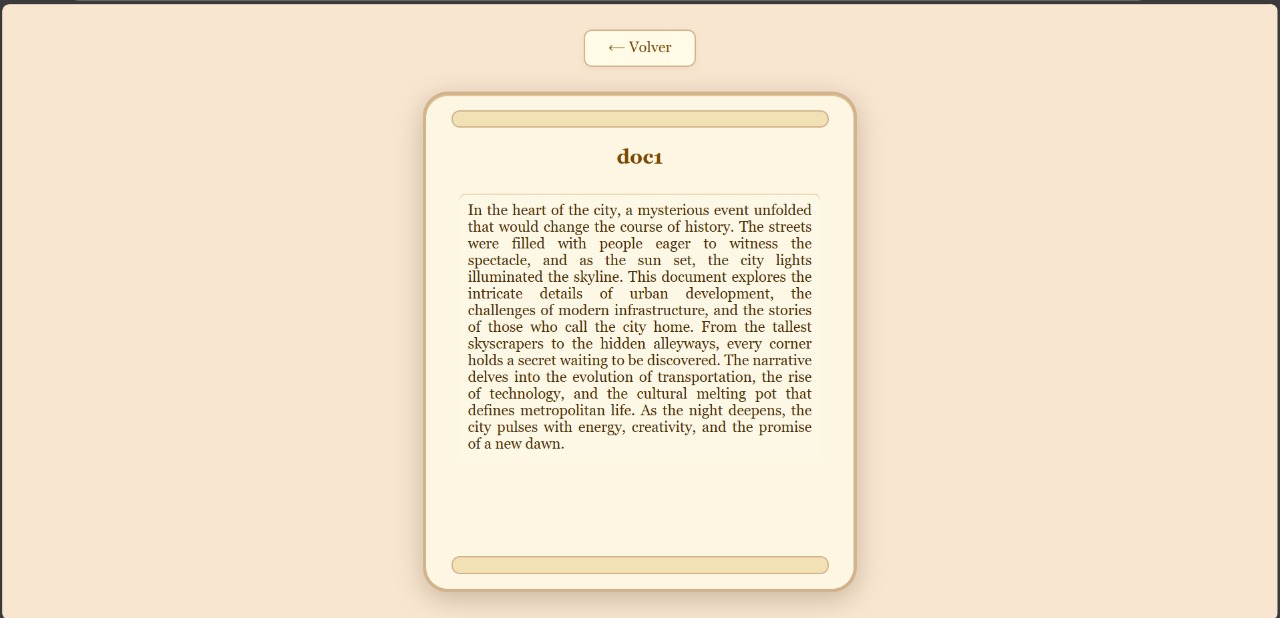 ← Volver
doc1
In the heart of the city, a mysterious event unfolded
that would change the course of history. The streets
were filled with people eager to witness the
spectacle, and as the sun set, the city lights
illuminated the skyline. This document explores the
intricate details of urban development, the
challenges of modern infrastructure, and the stories
of those who call the city home. From the tallest
skyscrapers to the hidden alleyways, every corner
holds a secret waiting to be discovered. The narrative
delves into the evolution of transportation, the rise
of technology, and the cultural melting pot that
defines metropolitan life. As the night deepens, the
city pulses with energy, creativity, and the promise
of a new dawn.